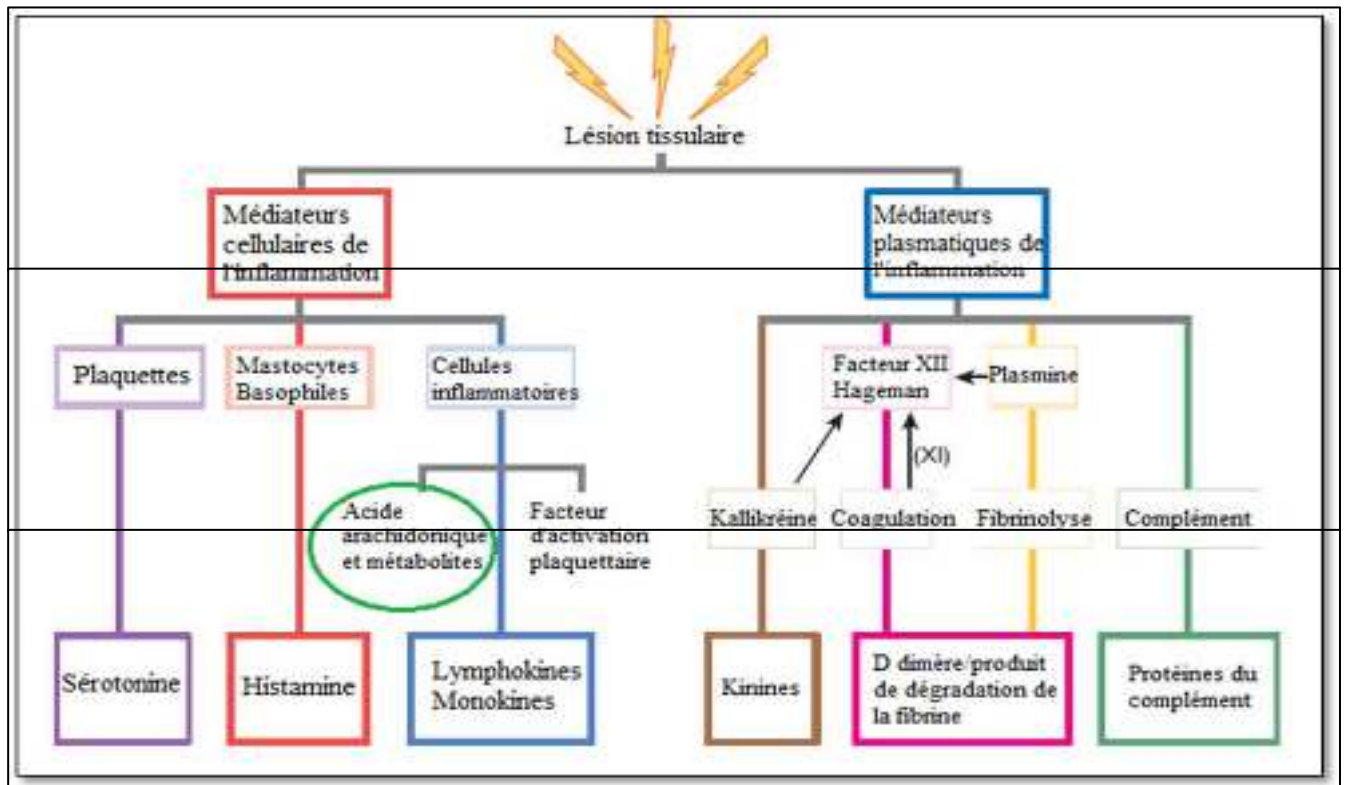 Lésion tissulaire
Médiateurs
cellulaires de
l'inflammation
Médiateurs
plasmatiques de
l'inflammation
Plaquettes
Mastocytes
Basophiles
Cellules
inflammatoires
Facteur XII
Hageman
Plasmine
(XI)
Acide
arachidonique
et métabolites
Facteur
d'activation
plaquettaire
Kallikréine
Coagulation
Fibrinolyse
Complément
Sérotonine
Histamine
Lymphokines
Monokines
Kinines
D dimère/produit
de dégradation de
la fibrine
Protéines du
complément